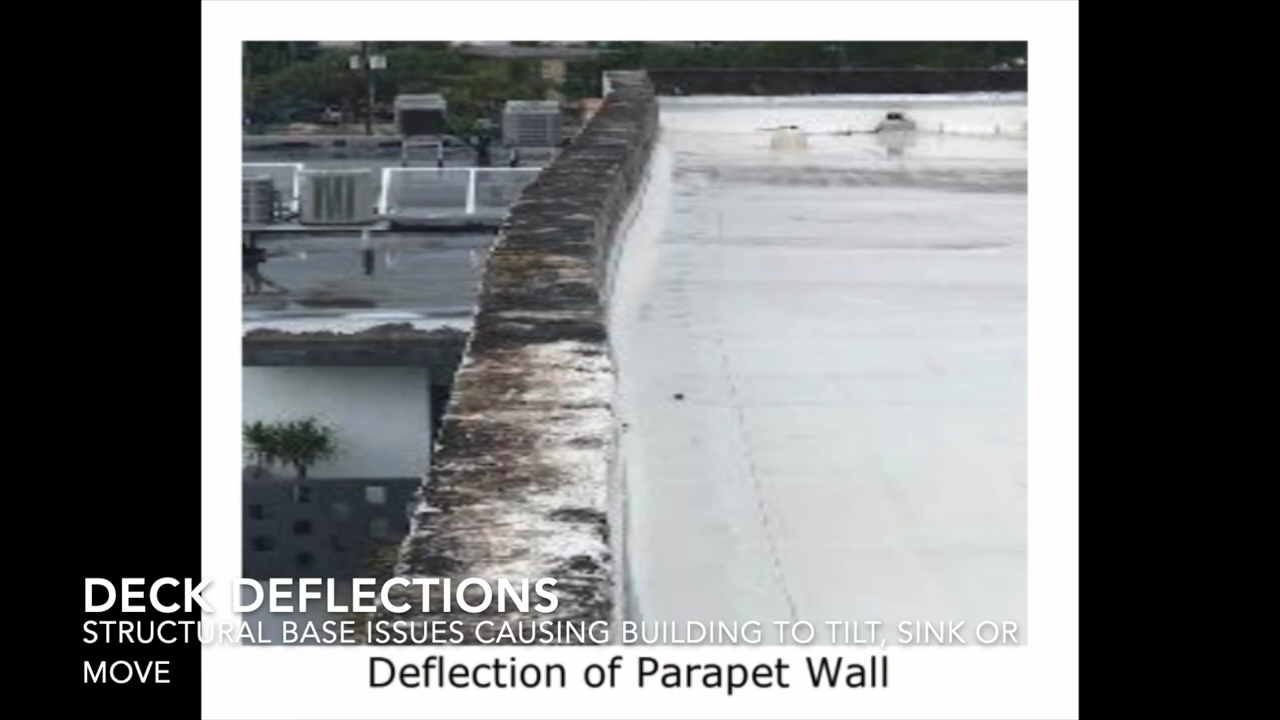 DECK DEFLECTIONS
STRUCTURAL BASE ISSUES CAUSING BUILDING TO TILT, SINK OR
MOVE
Deflection of Parapet Wall